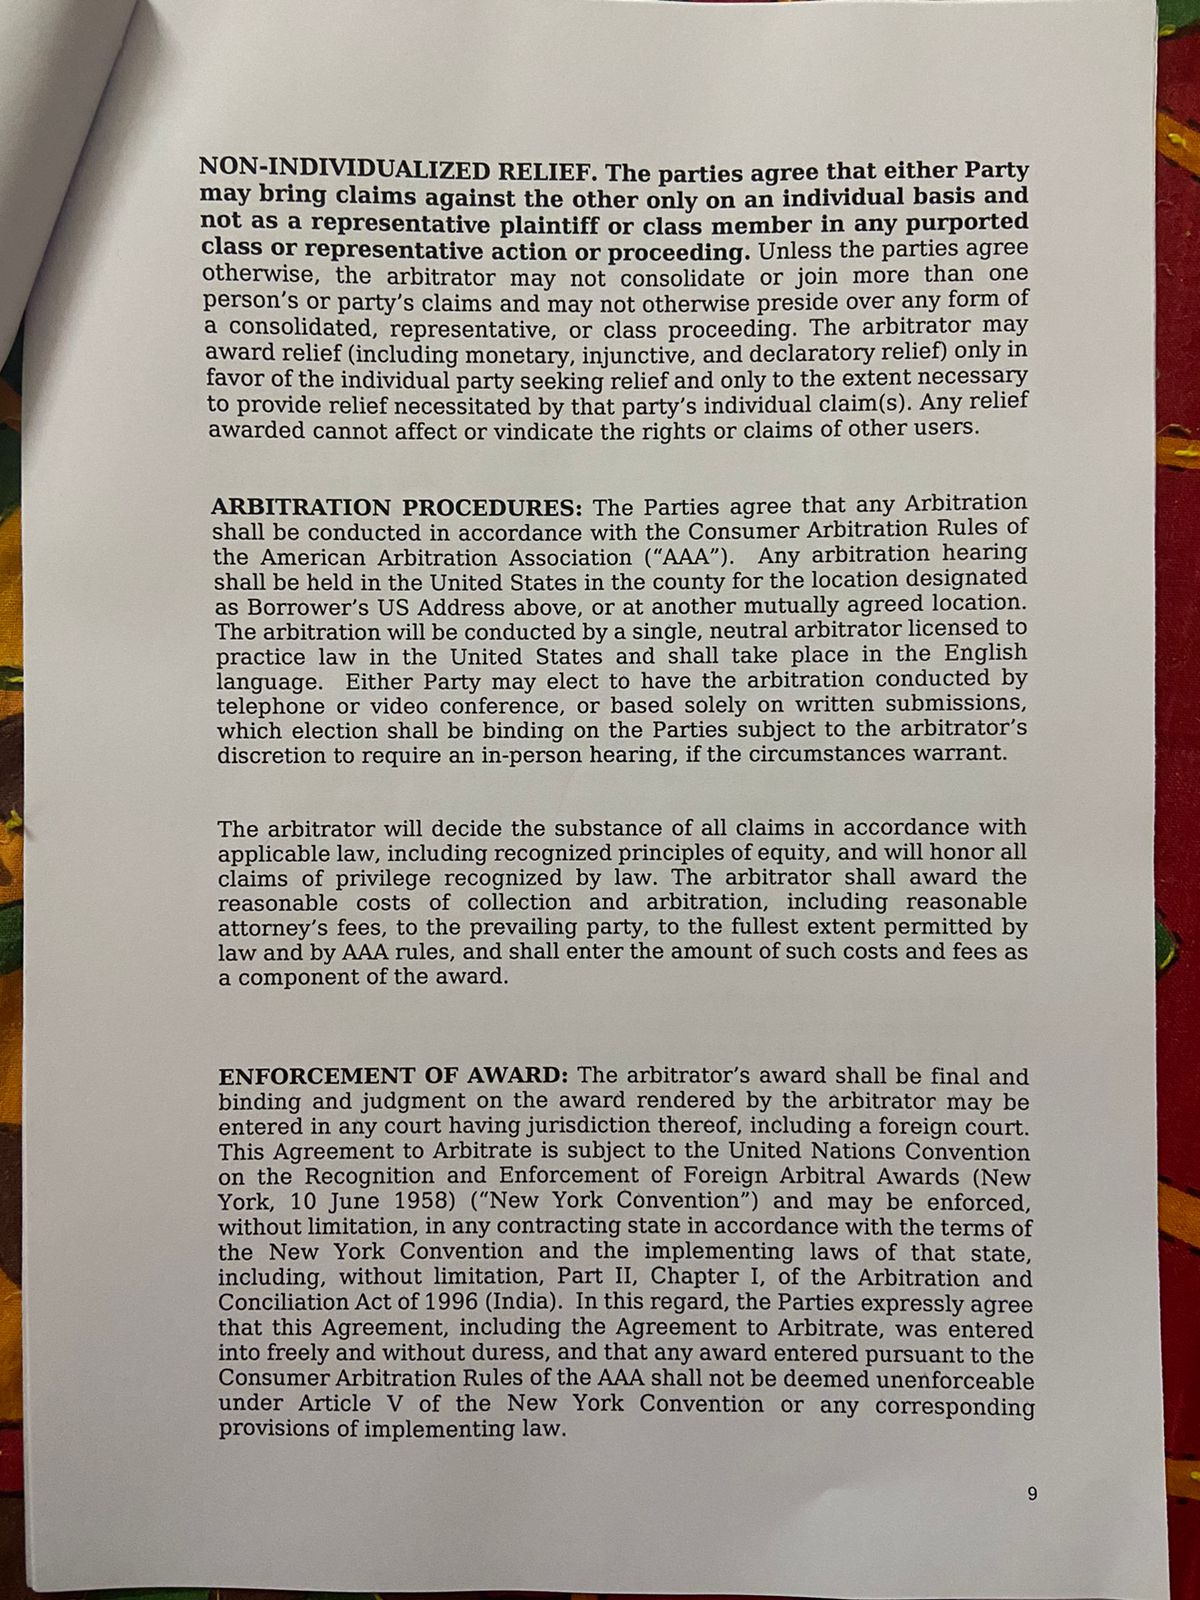 NON-INDIVIDUALIZED RELIEF. The parties agree that either Party
may bring claims against the other only on an individual basis and
not as a representative plaintiff or class member in any purported
class or representative action or proceeding. Unless the parties agree
otherwise, the arbitrator may not consolidate or join more than one
person’s or party’s claims and may not otherwise preside over any form of
a consolidated, representative, or class proceeding. The arbitrator may
award relief (including monetary, injunctive, and declaratory relief) only in
favor of the individual party seeking relief and only to the extent necessary
to provide relief necessitated by that party’s individual claim(s). Any relief
awarded cannot affect or vindicate the rights or claims of other users.
ARBITRATION PROCEDURES: The Parties agree that any Arbitration
shall be conducted in accordance with the Consumer Arbitration Rules of
the American Arbitration Association (“AAA”). Any arbitration hearing
shall be held in the United States in the county for the location designated
as Borrower’s US Address above, or at another mutually agreed location.
The arbitration will be conducted by a single, neutral arbitrator licensed to
practice law in the United States and shall take place in the English
language. Either Party may elect to have the arbitration conducted by
telephone or video conference, or based solely on written submissions,
which election shall be binding on the Parties subject to the arbitrator’s
discretion to require an in-person hearing, if the circumstances warrant.
The arbitrator will decide the substance of all claims in accordance with
applicable law, including recognized principles of equity, and will honor all
claims of privilege recognized by law. The arbitrator shall award the
reasonable costs of collection and arbitration, including reasonable
attorney’s fees, to the prevailing party, to the fullest extent permitted by
law and by AAA rules, and shall enter the amount of such costs and fees as
a component of the award.
ENFORCEMENT OF AWARD: The arbitrator’s award shall be final and
binding and judgment on the award rendered by the arbitrator may be
entered in any court having jurisdiction thereof, including a foreign court.
This Agreement to Arbitrate is subject to the United Nations Convention
on the Recognition and Enforcement of Foreign Arbitral Awards (New
York, 10 June 1958) (“New York Convention”) and may be enforced,
without limitation, in any contracting state in accordance with the terms of
the New York Convention and the implementing laws of that state,
including, without limitation, Part II, Chapter I, of the Arbitration and
Conciliation Act of 1996 (India). In this regard, the Parties expressly agree
that this Agreement, including the Agreement to Arbitrate, was entered
into freely and without duress, and that any award entered pursuant to the
Consumer Arbitration Rules of the AAA shall not be deemed unenforceable
under Article V of the New York Convention or any corresponding
provisions of implementing law.
9